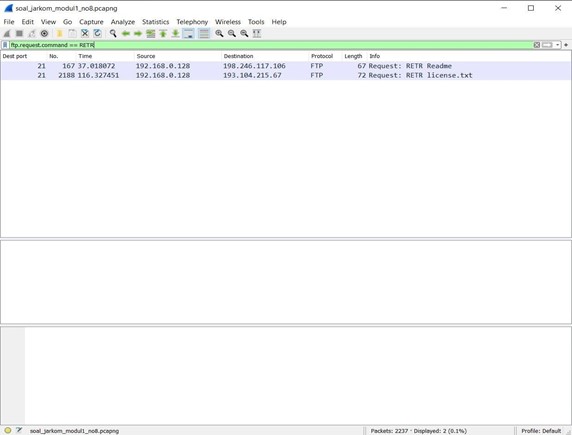 soal_jarkom_modul1_no8.pcapng
File Edit View Go Capture Analyze Statistics Telephony Wireless Tools Help
ftp.request.command == RETR
Dest port No. Time Source Destination Protocol Length Info
21 167 37.018072 192.168.0.128 198.246.117.106 FTP 67 Request: RETR Readme
21 2188 116.327451 192.168.0.128 193.104.215.67 FTP 72 Request: RETR license.txt
soal_jarkom_modul1_no8.pcapng Packets: 2237 · Displayed: 2 (0.1%) Profile: Default